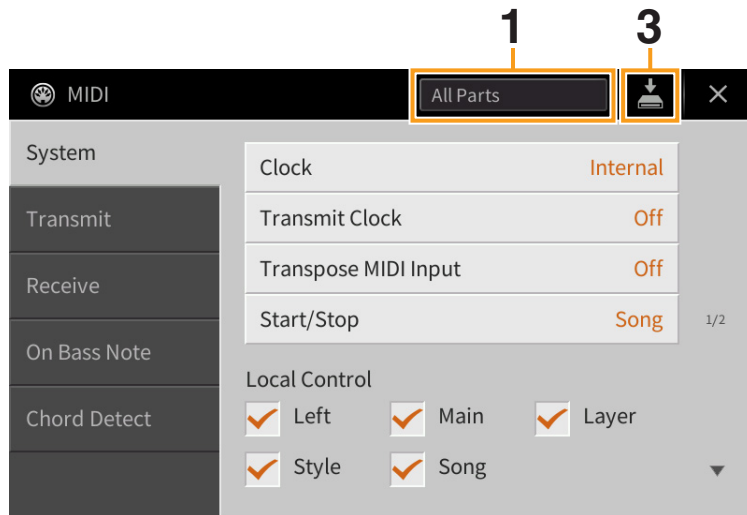 1 3
MIDI All Parts
System
Transmit
Receive
On Bass Note
Chord Detect
Clock Internal
Transmit Clock Off
Transpose MIDI Input Off
Start/Stop Song
1/2
Local Control
Left Main Layer
Style Song